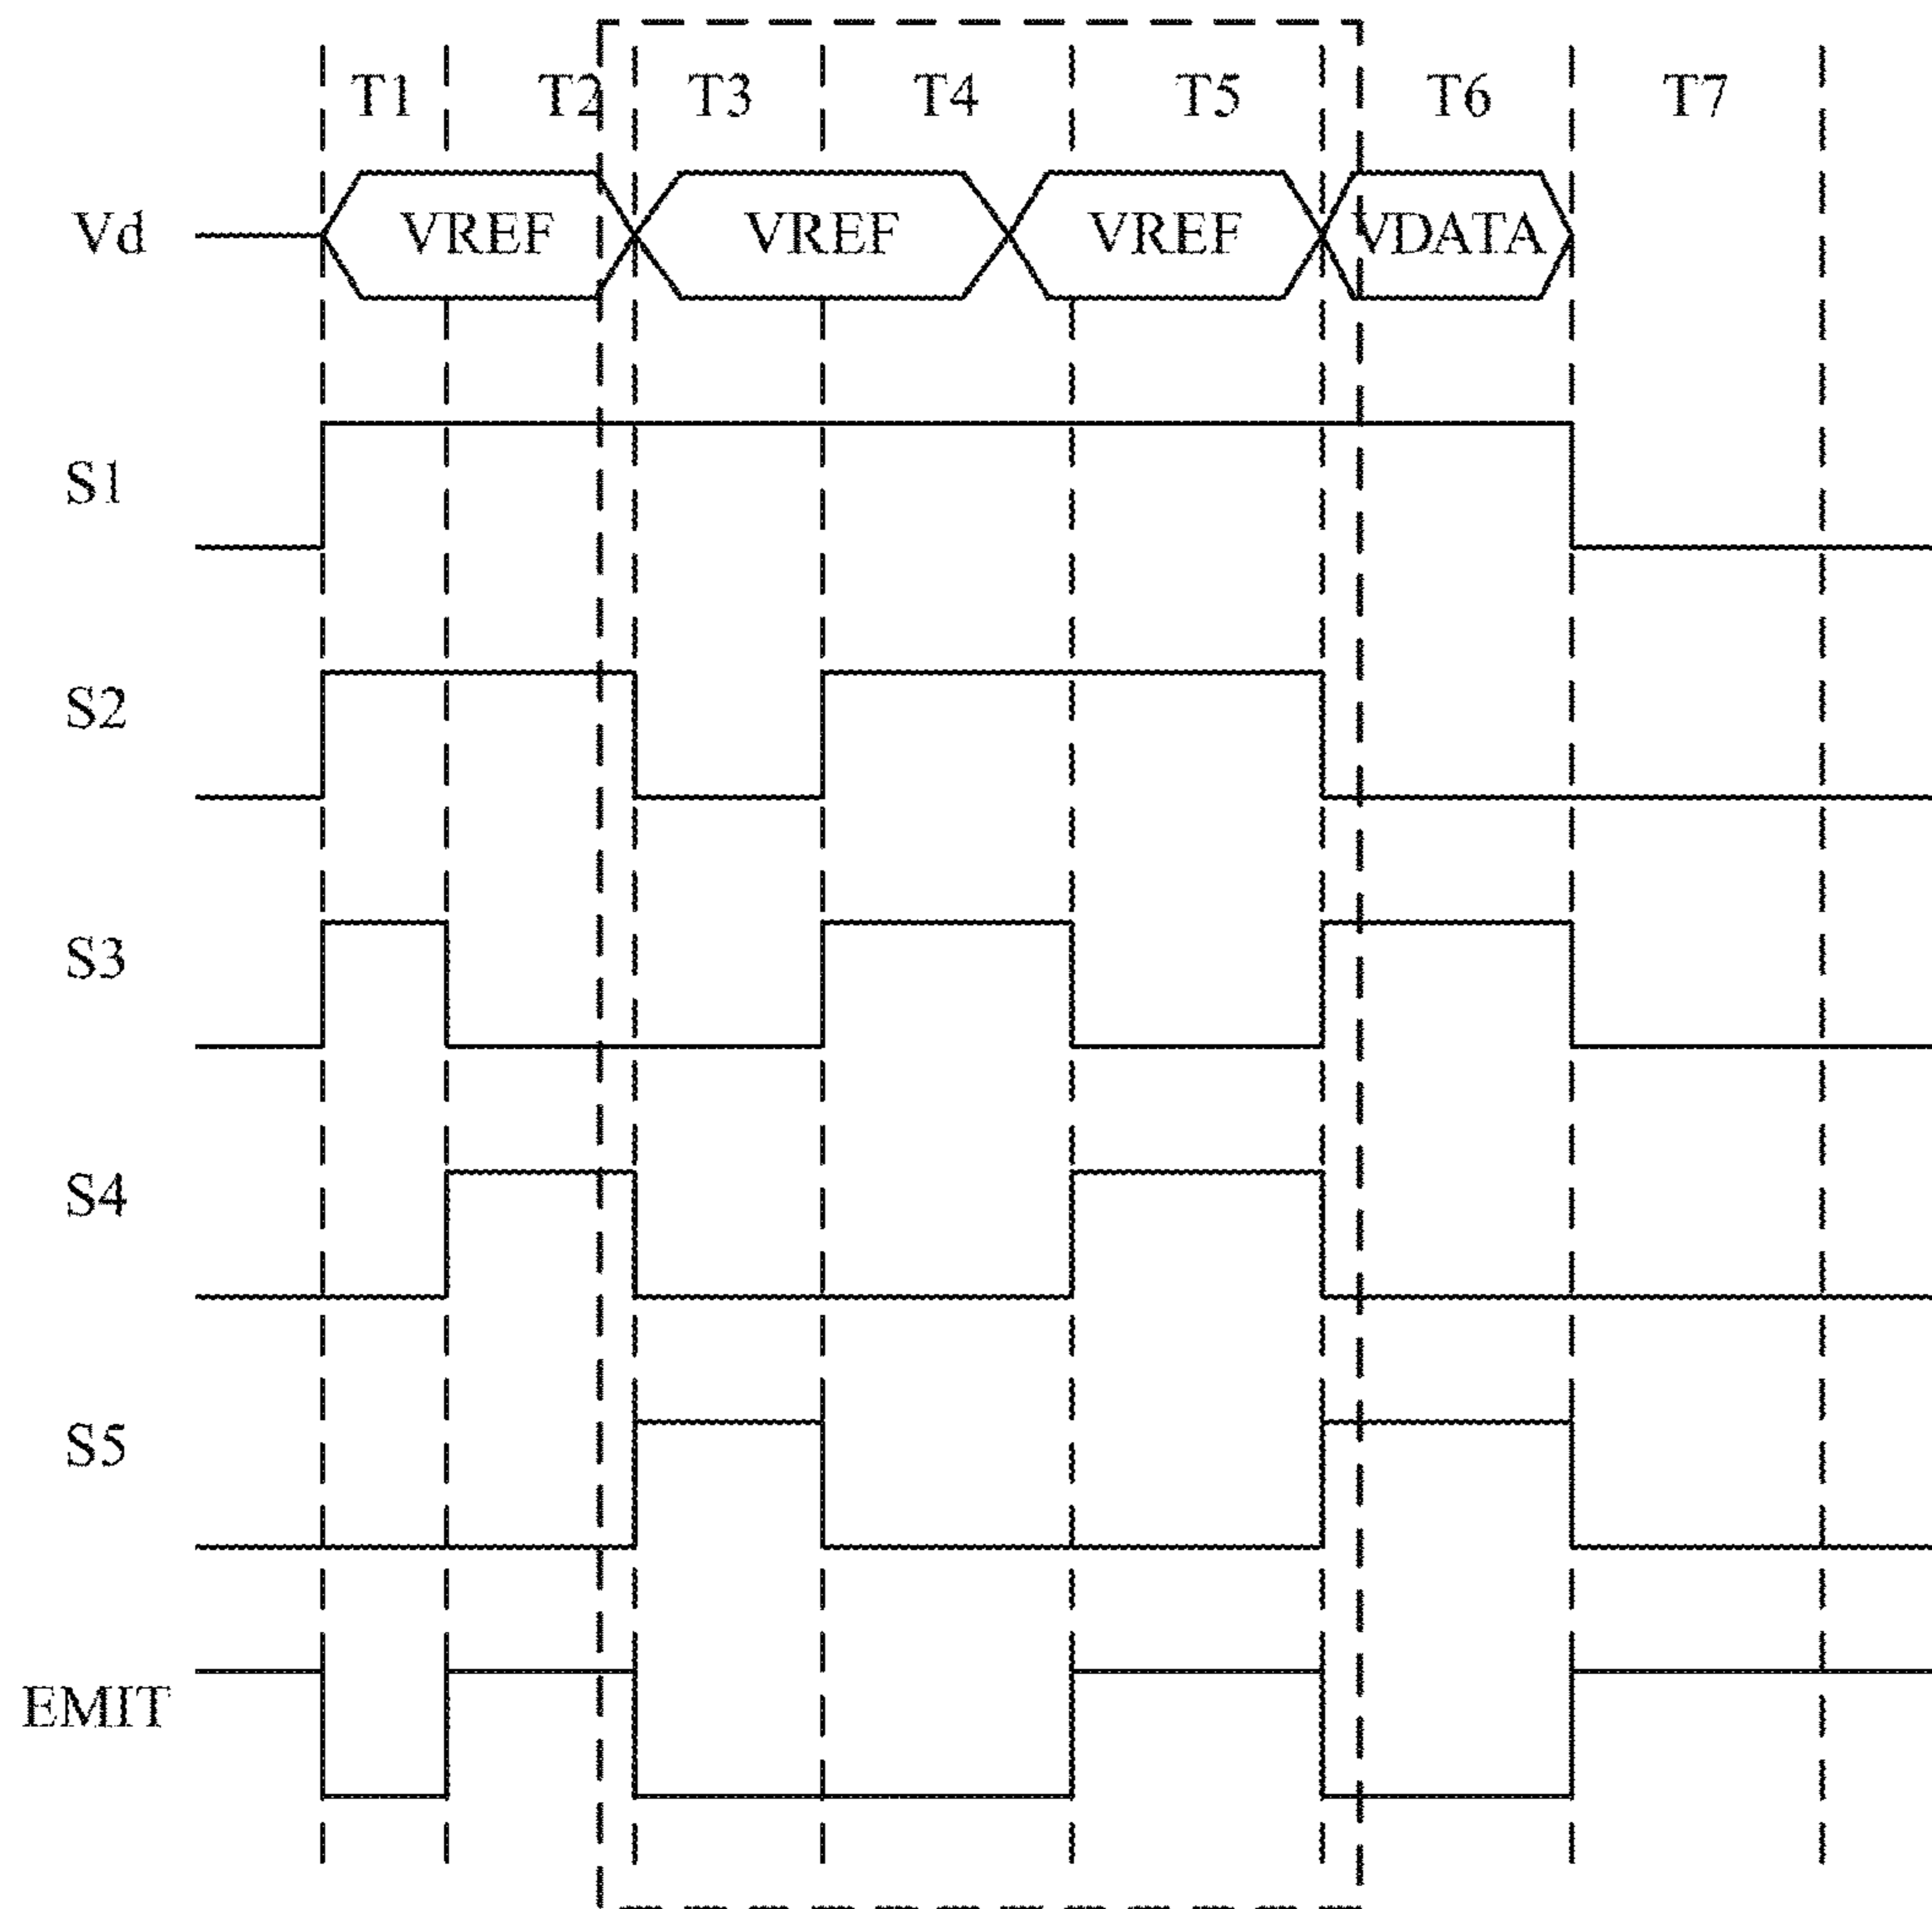 T1 T2 T3 T4 T5 T6 T7
Vd VREF VREF VREF VDATA
S1
S2
S3
S4
S5
EMIT